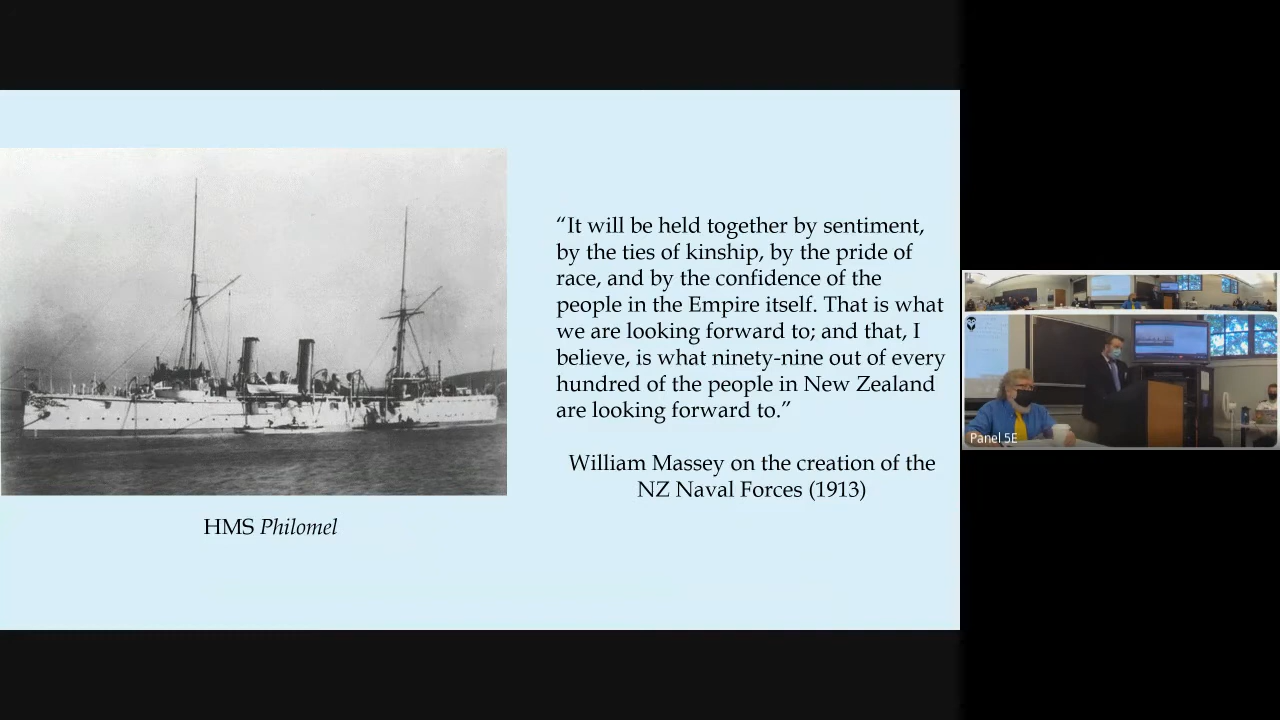 “It will be held together by sentiment,
by the ties of kinship, by the pride of
race, and by the confidence of the
people in the Empire itself. That is what
we are looking forward to; and that, I
believe, is what ninety-nine out of every
hundred of the people in New Zealand
are looking forward to.”
William Massey on the creation of the
NZ Naval Forces (1913)
HMS Philomel
Panel 5E